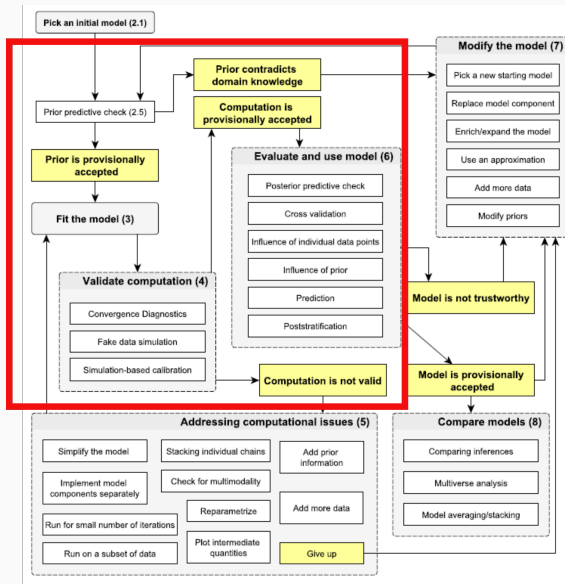 Pick an initial model (2.1)
Modify the model (7)
Prior contradicts
domain knowledge
Pick a new starting model
Computation is
provisionally accepted
Replace model component
Prior predictive check (2.5)
Enrich/expand the model
Prior is provisionally
accepted
Evaluate and use model (6)
Use an approximation
Posterior predictive check
Add more data
Cross validation
Modify priors
Fit the model (3)
Influence of individual data points
Influence of prior
Validate computation (4)
Prediction
Model is not trustworthy
Convergence Diagnostics
Poststratification
Fake data simulation
Simulation-based calibration
Computation is not valid
Model is provisionally
accepted
Addressing computational issues (5)
Compare models (8)
Simplify the model
Stacking individual chains
Add prior
information
Comparing inferences
Implement model
components separately
Check for multimodality
Multiverse analysis
Reparametrize
Add more data
Run for small number of iterations
Model averaging/stacking
Plot intermediate
quantities
Run on a subset of data
Give up